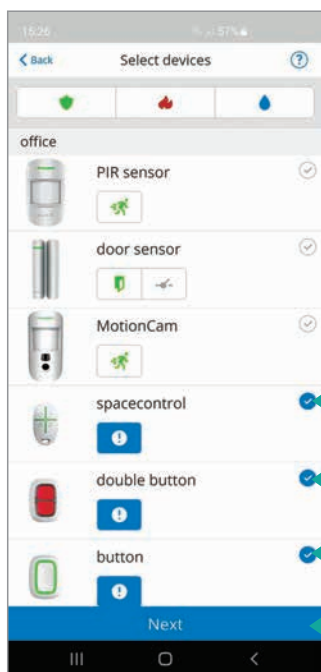 15:26 57%
Back Select devices ?
office
PIR sensor
door sensor
MotionCam
spacecontrol
!
double button
!
button
!
Next